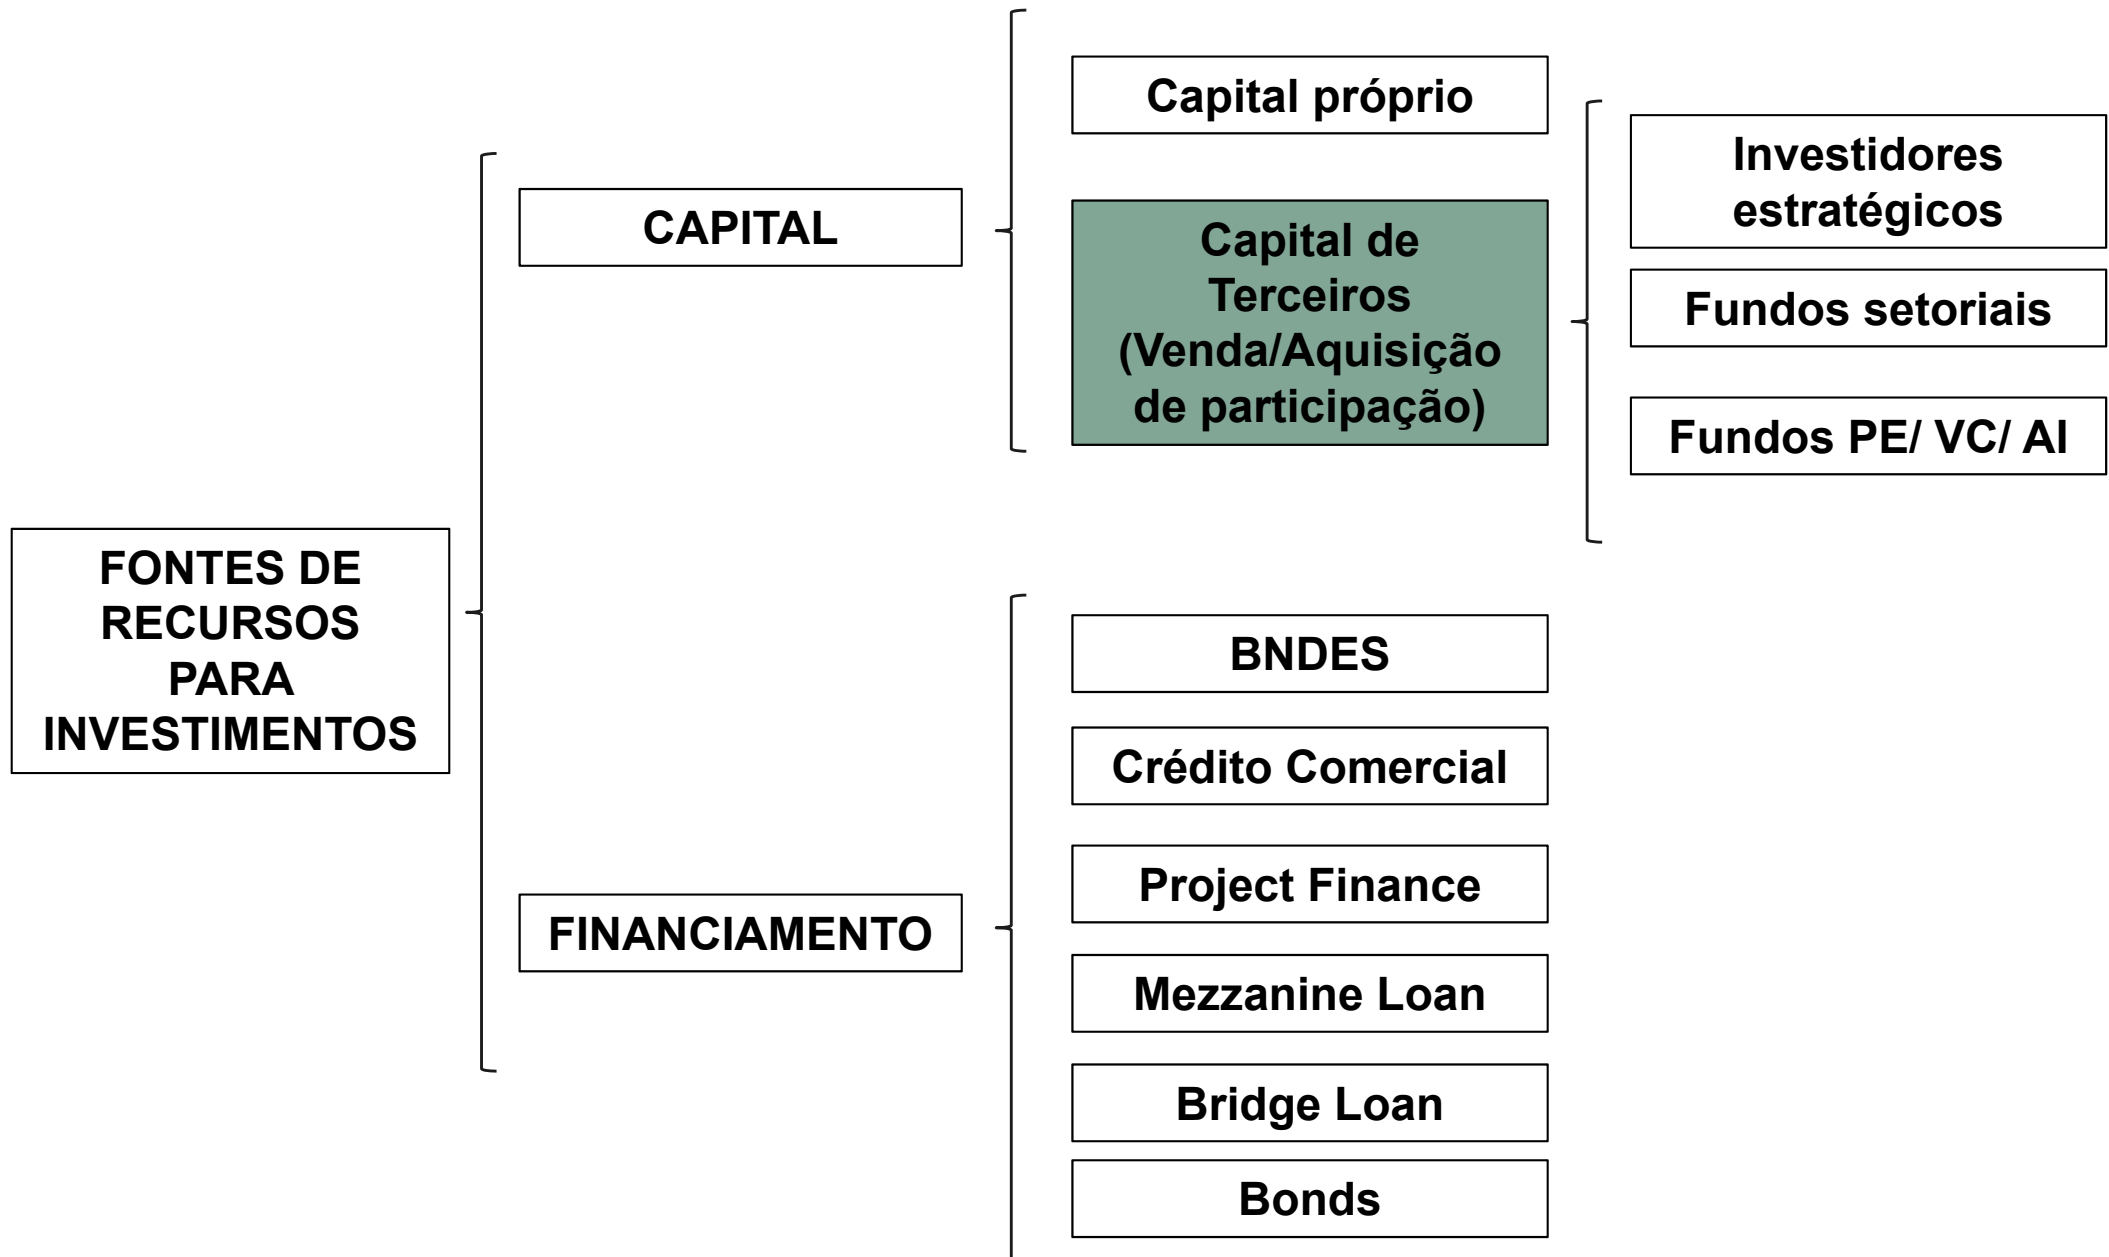 FONTES DE
RECURSOS
PARA
INVESTIMENTOS
CAPITAL
Capital próprio
Capital de
Terceiros
(Venda/Aquisição
de participação)
Investidores
estratégicos
Fundos setoriais
Fundos PE/ VC/ AI
FINANCIAMENTO
BNDES
Crédito Comercial
Project Finance
Mezzanine Loan
Bridge Loan
Bonds